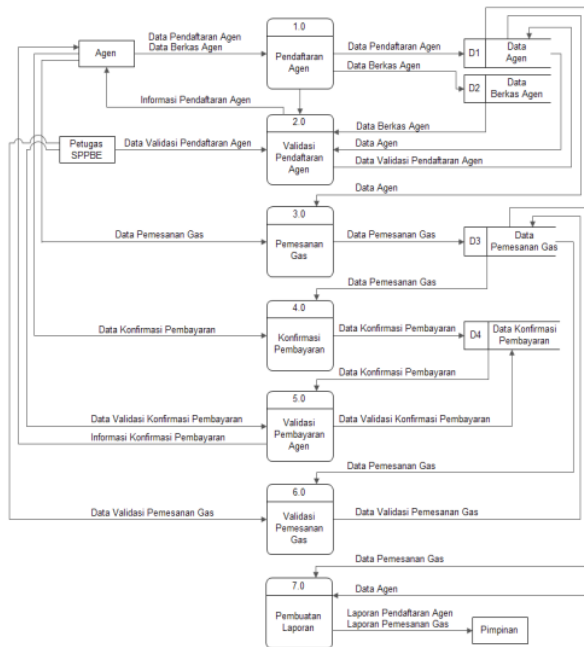 1.0
Data Pendaftaran Agen
Data Berkas Agen
Agen
Pendaftaran
Agen
Data Pendaftaran Agen
D1
Data
Agen
Data Berkas Agen
D2
Data
Berkas Agen
Informasi Pendaftaran Agen
2.0
Petugas
SPPBE
Data Validasi Pendaftaran Agen
Validasi
Pendaftaran
Agen
Data Berkas Agen
Data Agen
Data Validasi Pendaftaran Agen
Data Agen
3.0
Data Pemesanan Gas
Pemesanan
Gas
Data Pemesanan Gas
D3
Data
Pemesanan Gas
Data Pemesanan Gas
4.0
Data Konfirmasi Pembayaran
Konfirmasi
Pembayaran
Data Konfirmasi Pembayaran
D4
Data Konfirmasi
Pembayaran
Data Konfirmasi Pembayaran
5.0
Data Validasi Konfirmasi Pembayaran
Informasi Konfirmasi Pembayaran
Validasi
Pembayaran
Agen
Data Validasi Konfirmasi Pembayaran
Data Pemesanan Gas
6.0
Data Validasi Pemesanan Gas
Validasi
Pemesanan
Gas
Data Validasi Pemesanan Gas
Data Pemesanan Gas
7.0
Data Agen
Pembuatan
Laporan
Laporan Pendaftaran Agen
Laporan Pemesanan Gas
Pimpinan